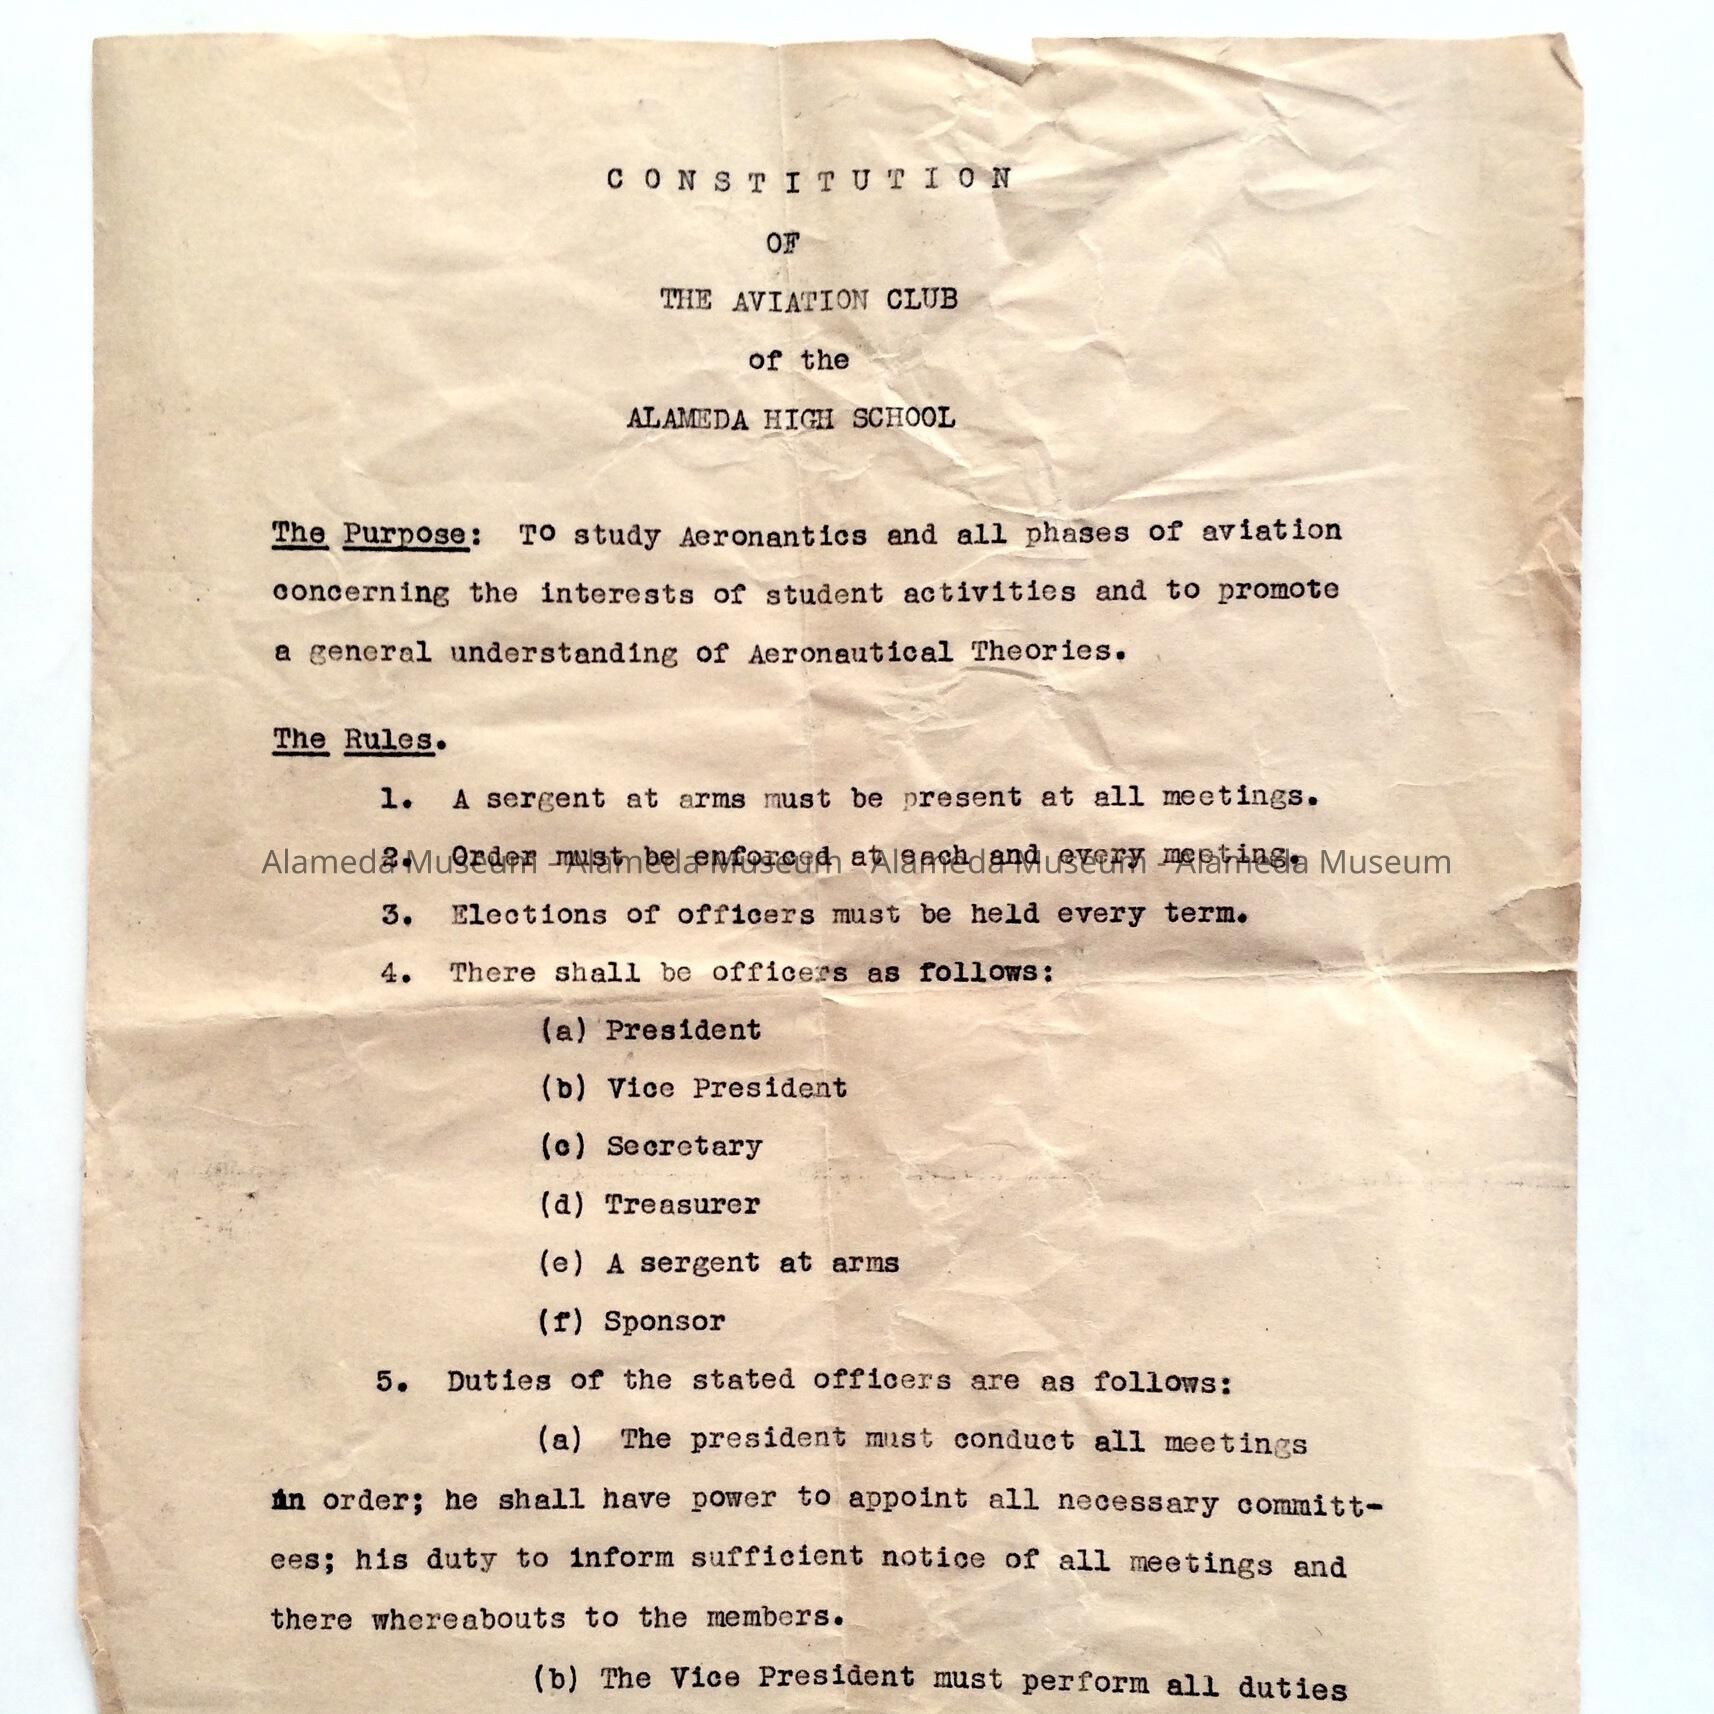 CONSTITUTION
OF
THE AVIATION CLUB
of the
ALAMEDA HIGH SCHOOL
The Purpose: To study Aeronantics and all phases of aviation
concerning the interests of student activities and to promote
a general understanding of Aeronautical Theories.
The Rules.
1. A sergent at arms must be present at all meetings.
2. Order must be enforced at each and every meeting.
Alameda Museum - Alameda Museum - Alameda Museum - Alameda Museum
3. Elections of officers must be held every term.
4. There shall be officers as follows:
(a) President
(b) Vice President
(c) Secretary
(d) Treasurer
(e) A sergent at arms
(f) Sponsor
5. Duties of the stated officers are as follows:
(a) The president must conduct all meetings
in order; he shall have power to appoint all necessary committ-
ees; his duty to inform sufficient notice of all meetings and
there whereabouts to the members.
(b) The Vice President must perform all duties